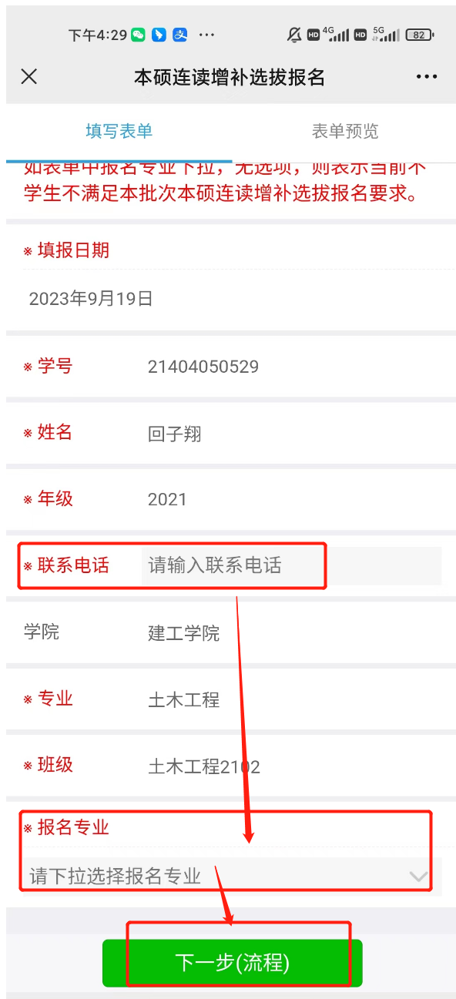 下午4:29 ··· HD 4G HD 5G 82
本硕连读增补选拔报名
填写表单 表单预览
如表单中报名专业下拉，无选项，则表示当前不
学生不满足本批次本硕连读增补选拔报名要求。
※ 填报日期
2023年9月19日
※ 学号 21404050529
※ 姓名 回子翔
※ 年级 2021
※ 联系电话 请输入联系电话
学院 建工学院
※ 专业 土木工程
※ 班级 土木工程2102
※ 报名专业
请下拉选择报名专业
下一步(流程)